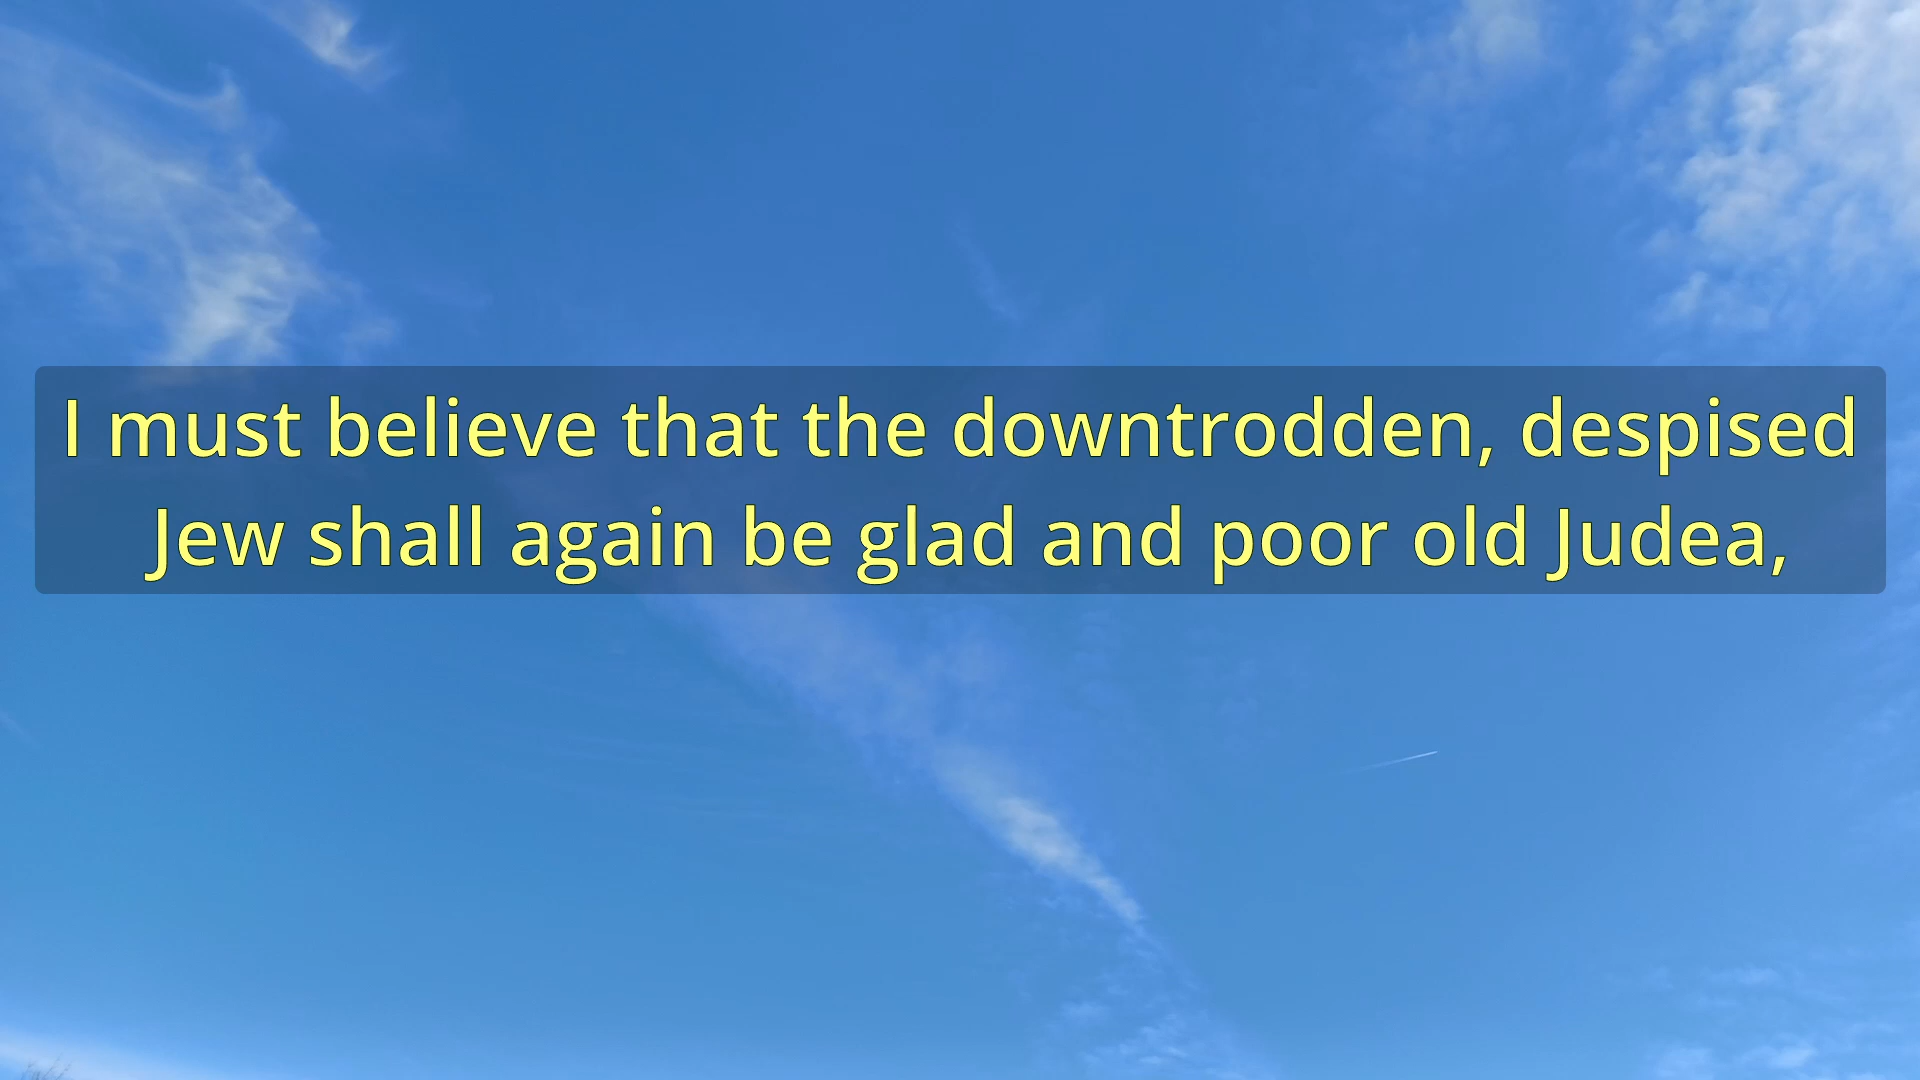 I must believe that the downtrodden, despised
Jew shall again be glad and poor old Judea,